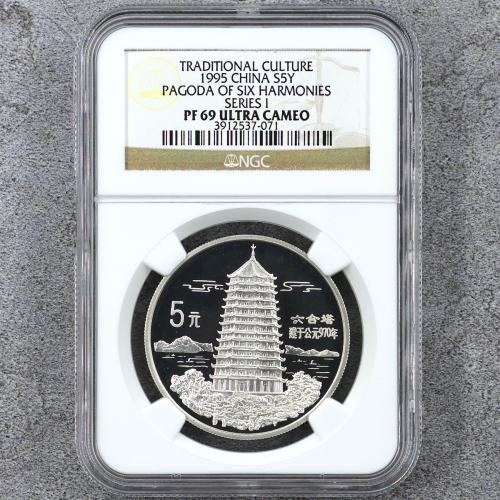 TRADITIONAL CULTURE
1995 CHINA S5Y
PAGODA OF SIX HARMONIES
SERIES I
PF 69 ULTRA CAMEO
3912537-071
NGC
5元
六合塔
建于公元970年